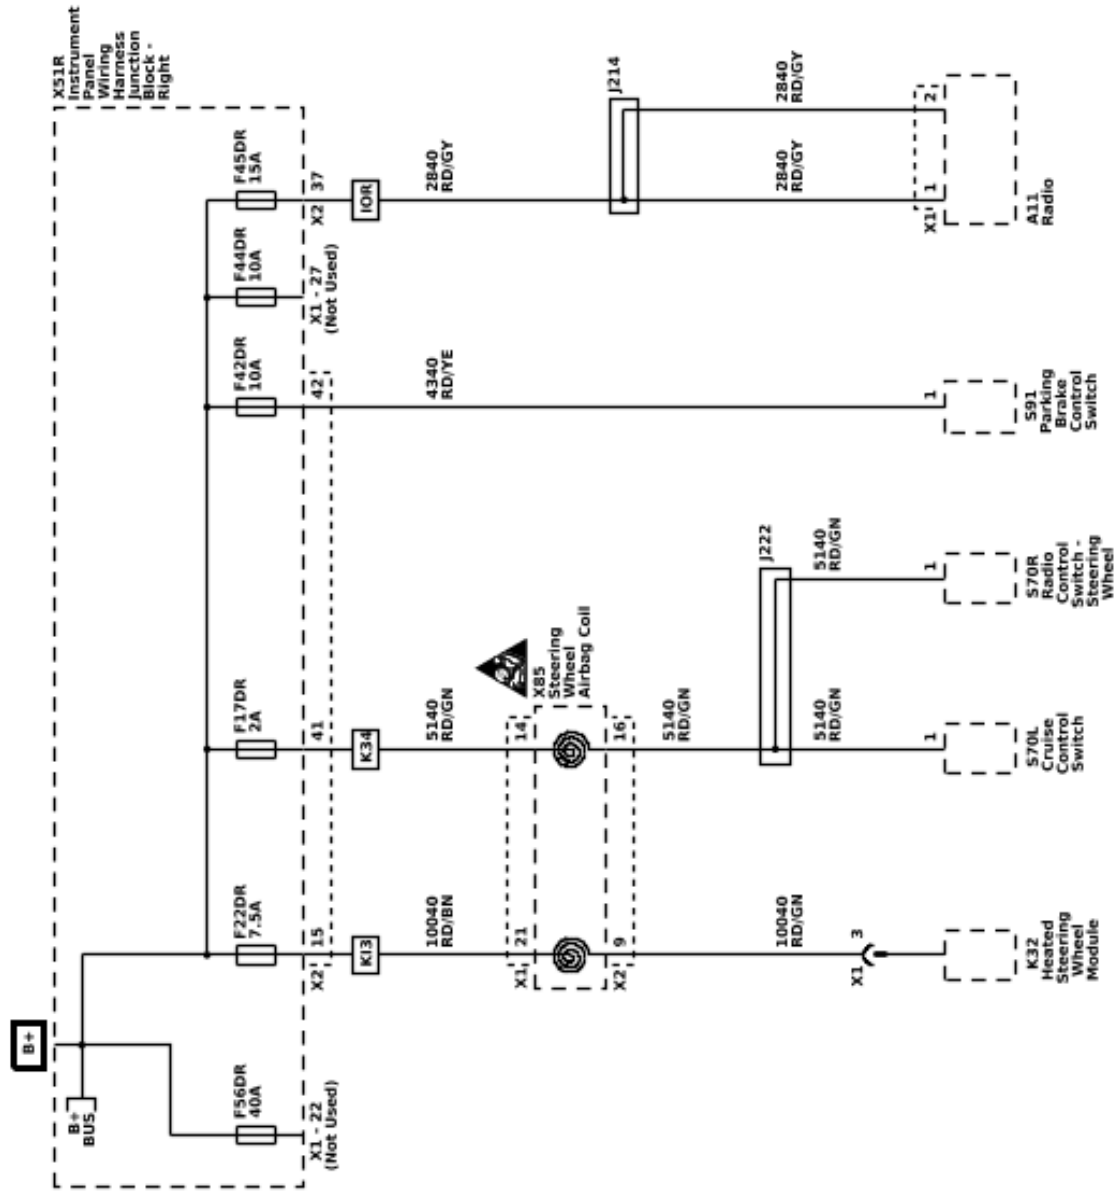 X51R
Instrument
Panel
Wiring
Harness
Junction
Block -
Right
B+
B+
BUS
F56DR
40A
F22DR
7.5A
F17DR
2A
F42DR
10A
F44DR
10A
F45DR
15A
X1 - 22
(Not Used)
X2
15
41
42
X1 - 27
(Not Used)
X2
37
KI3
K34
IOR
10040
RD/BN
5140
RD/GN
4340
RD/YE
2840
RD/GY
X1
21
14
X85
Steering
Wheel
Airbag Coil
X2
9
16
J214
10040
RD/GN
5140
RD/GN
J222
5140
RD/GN
5140
RD/GN
2840
RD/GY
2840
RD/GY
X1
3
1
1
1
X1
1
2
K32
Heated
Steering
Wheel
Module
S70L
Cruise
Control
Switch
S70R
Radio
Control
Switch -
Steering
Wheel
S91
Parking
Brake
Control
Switch
A11
Radio